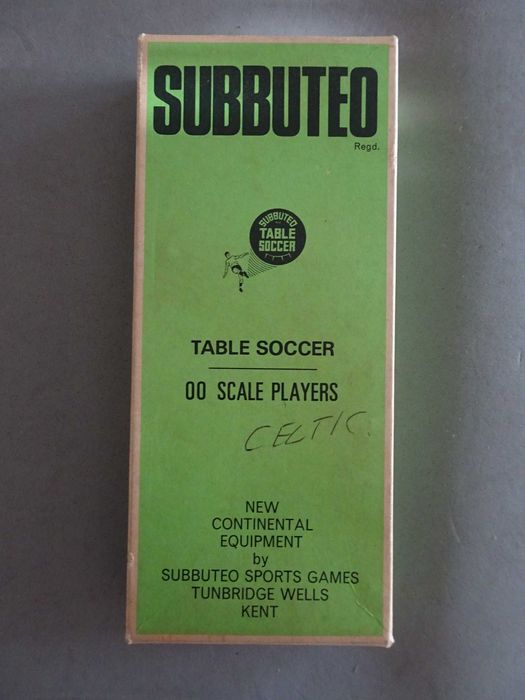 SUBBUTEO
Regd.
SUBBUTEO
TABLE
SOCCER
TABLE SOCCER
00 SCALE PLAYERS
CELTIC.
NEW
CONTINENTAL
EQUIPMENT
by
SUBBUTEO SPORTS GAMES
TUNBRIDGE WELLS
KENT